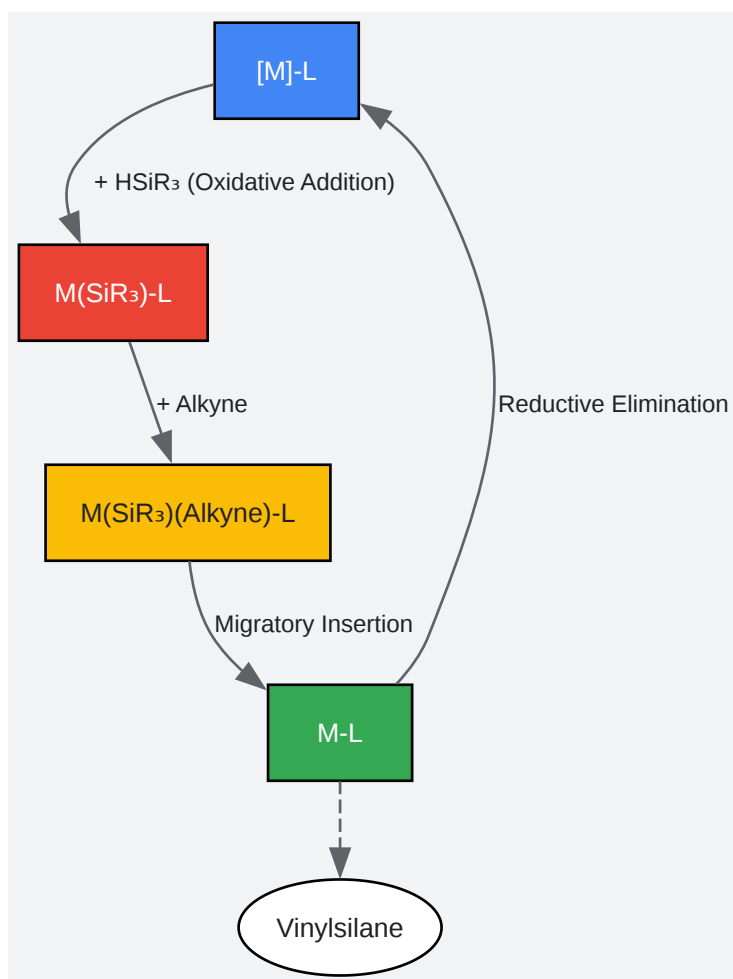 [M]-L
+ HSiR₃ (Oxidative Addition)
M(SiR₃)-L
+ Alkyne
Reductive Elimination
M(SiR₃)(Alkyne)-L
Migratory Insertion
M-L
Vinylsilane